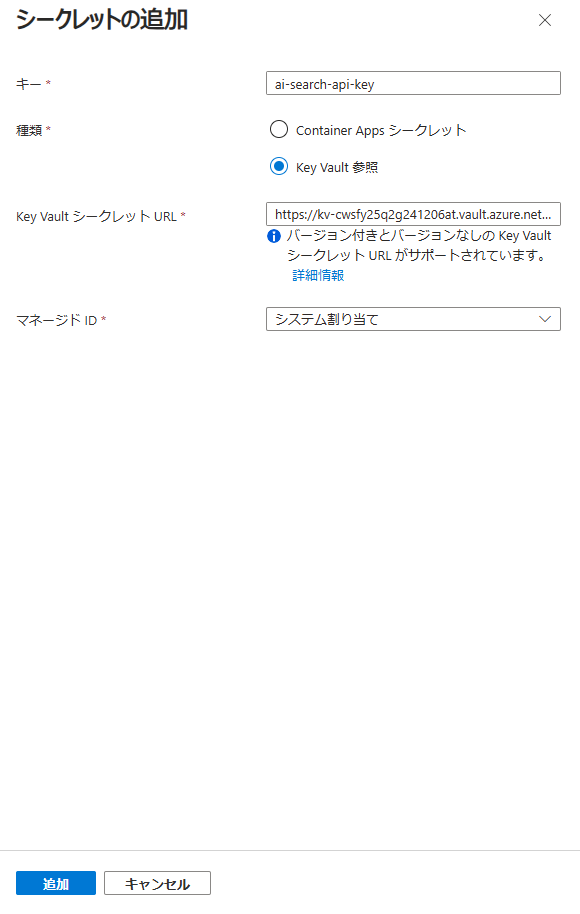 シークレットの追加
キー *
ai-search-api-key
種類 *
Container Apps シークレット
Key Vault 参照
Key Vault シークレット URL *
https://kv-cwsfy25q2g241206at.vault.azure.net...
バージョン付きとバージョンなしの Key Vault
シークレット URL がサポートされています。
詳細情報
マネージド ID *
システム割り当て
追加
キャンセル